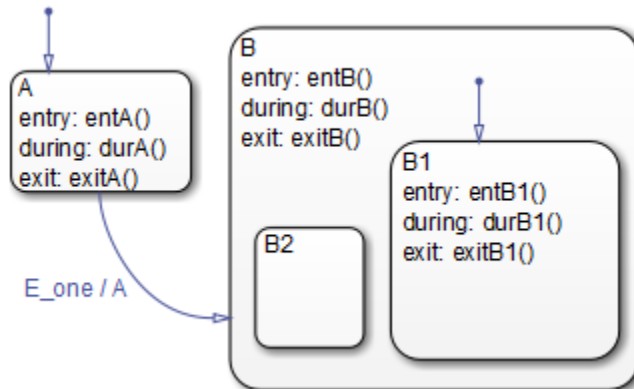 A
entry: entA()
during: durA()
exit: exitA()
E_one / A
B
entry: entB()
during: durB()
exit: exitB()
B2
B1
entry: entB1()
during: durB1()
exit: exitB1()